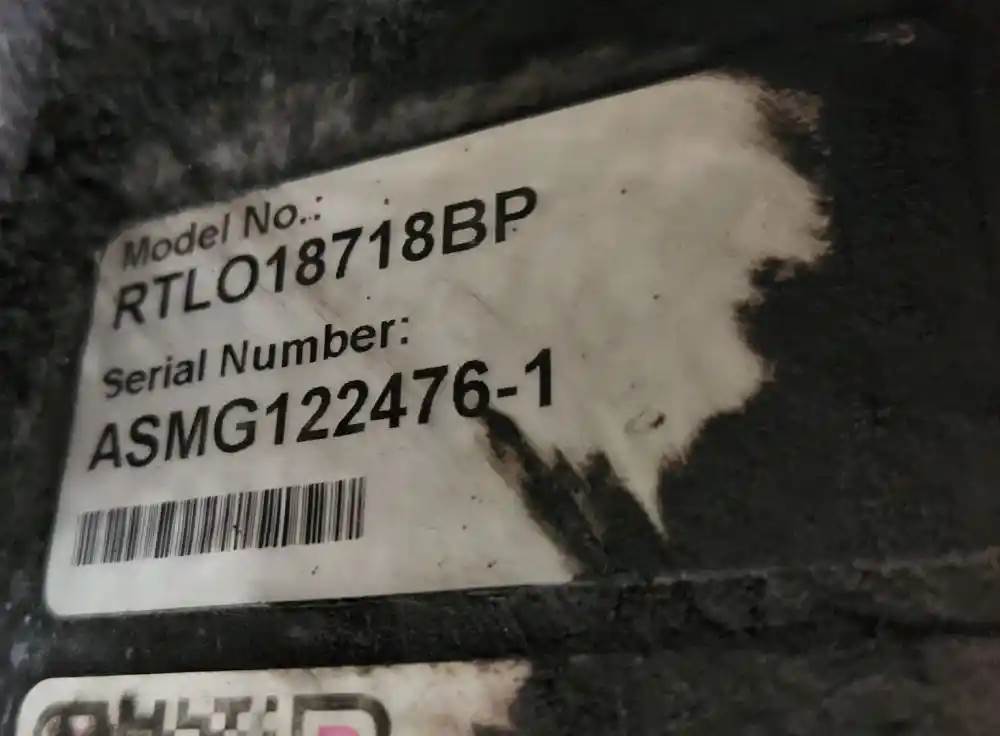 Model No.:
RTLO18718BP
Serial Number:
ASMG122476-1